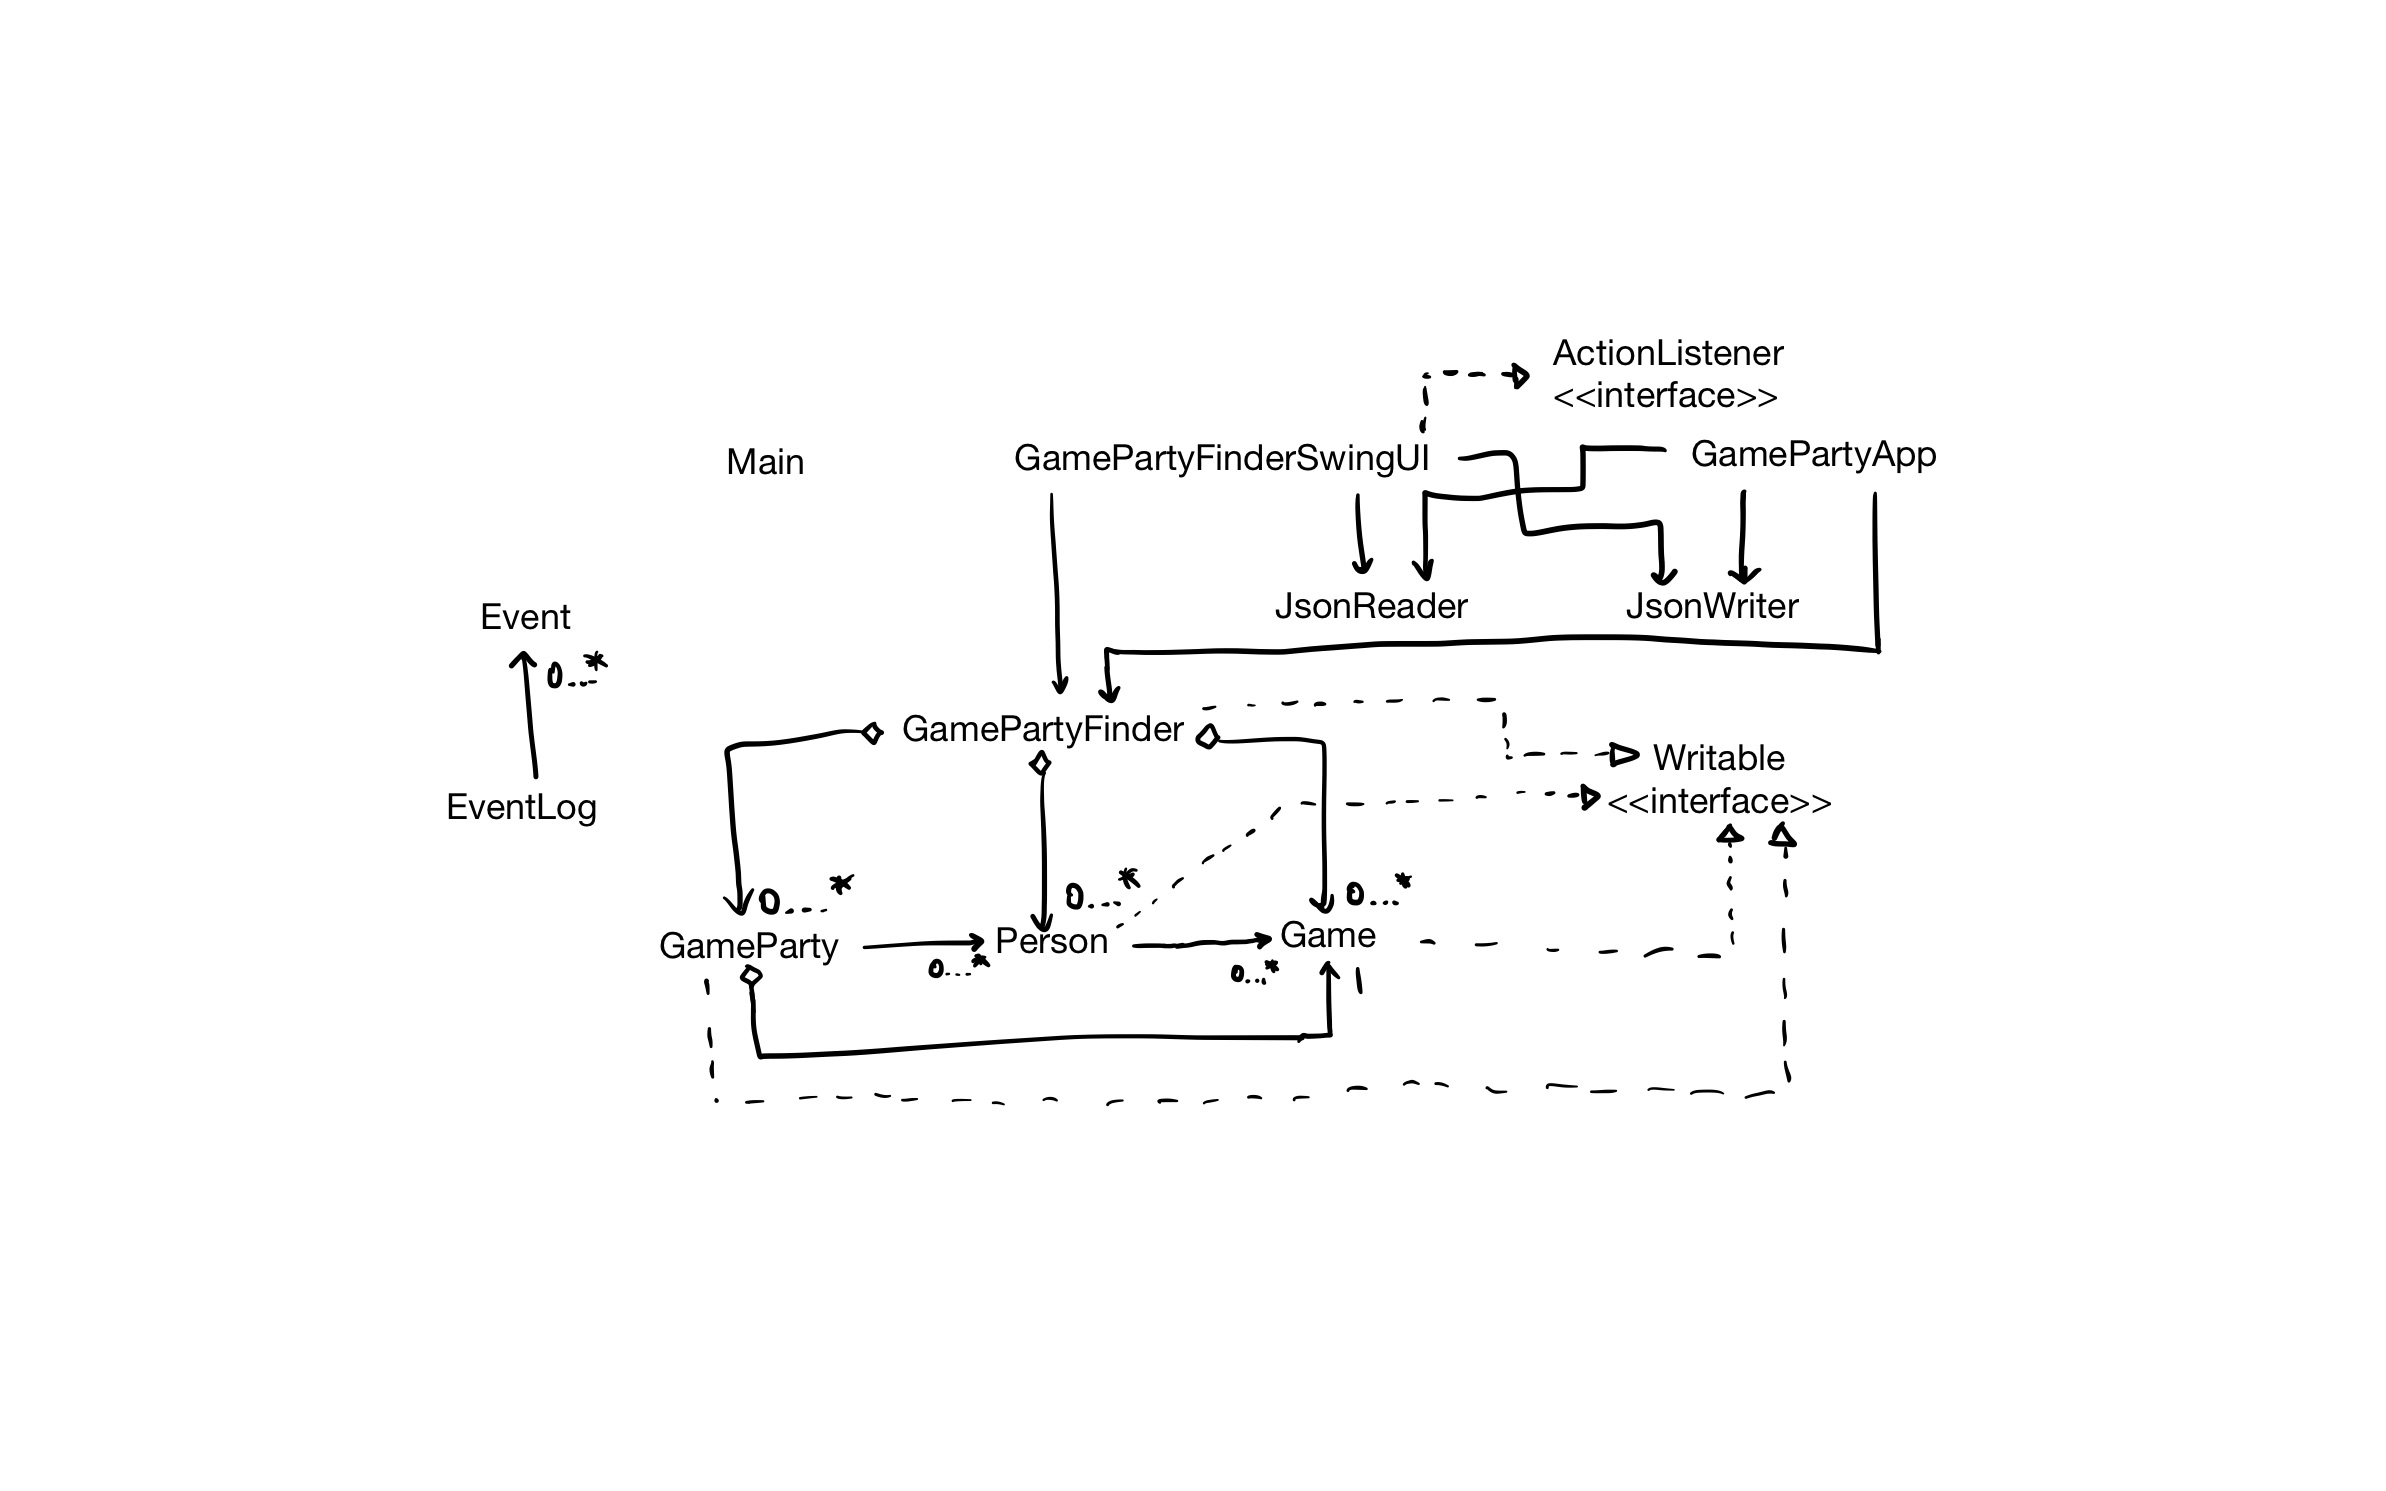 ActionListener
<<interface>>
Main
GamePartyFinderSwingUI
GamePartyApp
JsonReader
JsonWriter
Event
0...*
EventLog
GamePartyFinder
Writable
<<interface>>
0....*
0....*
0...*
GameParty
Person
Game
0...*
0...*
1